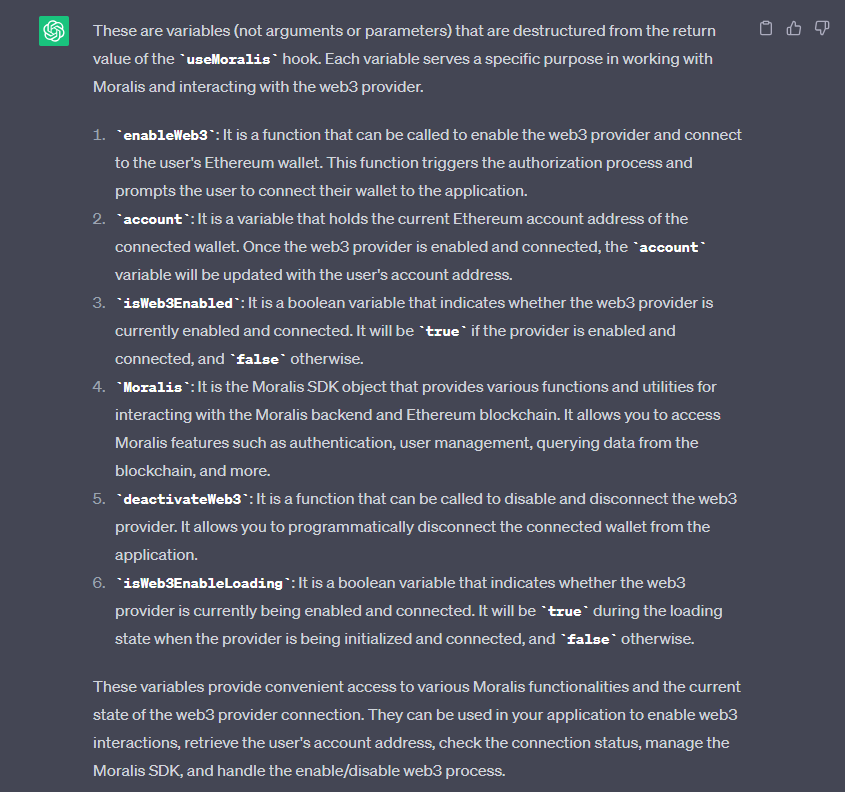 These are variables (not arguments or parameters) that are destructured from the return
value of the `useMoralis` hook. Each variable serves a specific purpose in working with
Moralis and interacting with the web3 provider.
1. `enableWeb3`: It is a function that can be called to enable the web3 provider and connect
to the user's Ethereum wallet. This function triggers the authorization process and
prompts the user to connect their wallet to the application.
2. `account`: It is a variable that holds the current Ethereum account address of the
connected wallet. Once the web3 provider is enabled and connected, the `account`
variable will be updated with the user's account address.
3. `isWeb3Enabled`: It is a boolean variable that indicates whether the web3 provider is
currently enabled and connected. It will be `true` if the provider is enabled and
connected, and `false` otherwise.
4. `Moralis`: It is the Moralis SDK object that provides various functions and utilities for
interacting with the Moralis backend and Ethereum blockchain. It allows you to access
Moralis features such as authentication, user management, querying data from the
blockchain, and more.
5. `deactivateWeb3`: It is a function that can be called to disable and disconnect the web3
provider. It allows you to programmatically disconnect the connected wallet from the
application.
6. `isWeb3EnableLoading`: It is a boolean variable that indicates whether the web3
provider is currently being enabled and connected. It will be `true` during the loading
state when the provider is being initialized and connected, and `false` otherwise.
These variables provide convenient access to various Moralis functionalities and the current
state of the web3 provider connection. They can be used in your application to enable web3
interactions, retrieve the user's account address, check the connection status, manage the
Moralis SDK, and handle the enable/disable web3 process.